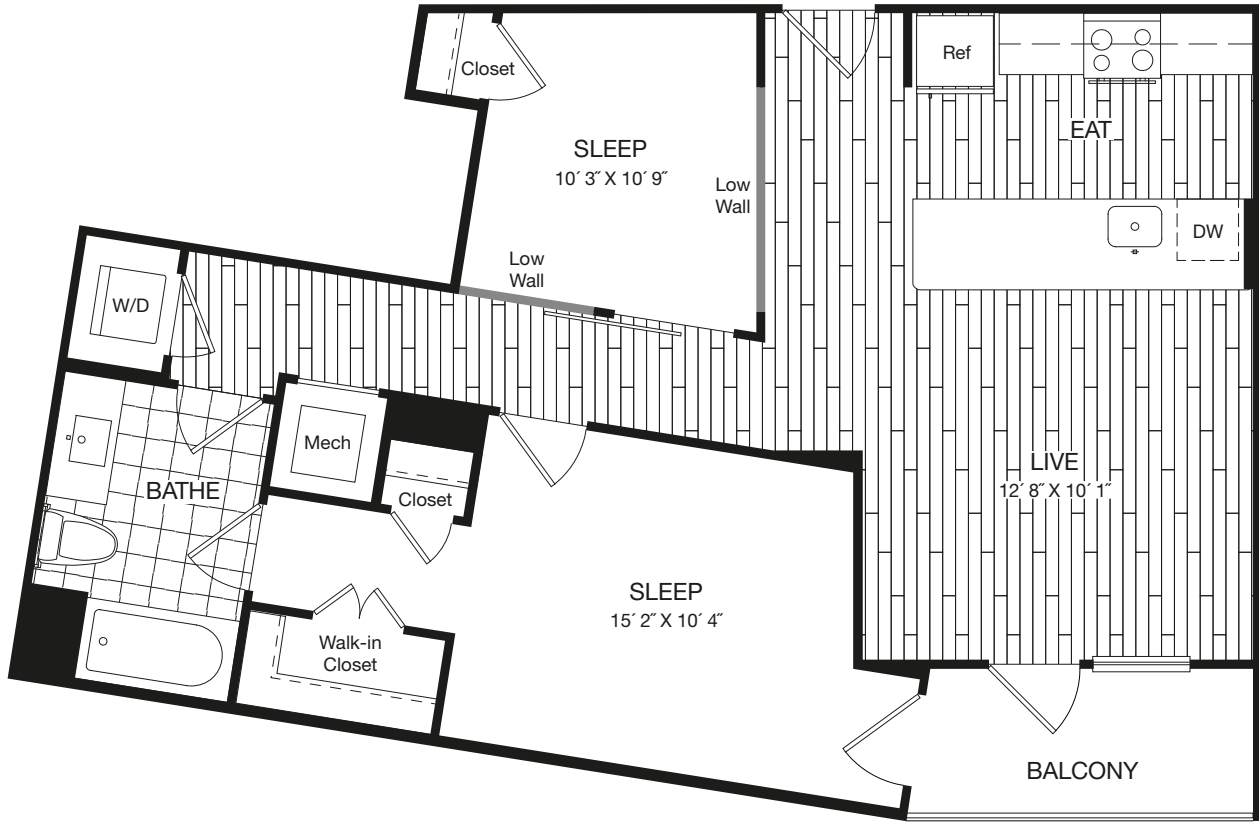 Closet
Ref
EAT
SLEEP
10´ 3˝ X 10´ 9˝
Low
Wall
DW
Low
Wall
W/D
Mech
BATHE
Closet
LIVE
12´ 8˝ X 10´ 1˝
SLEEP
15´ 2˝ X 10´ 4˝
Walk-in
Closet
BALCONY